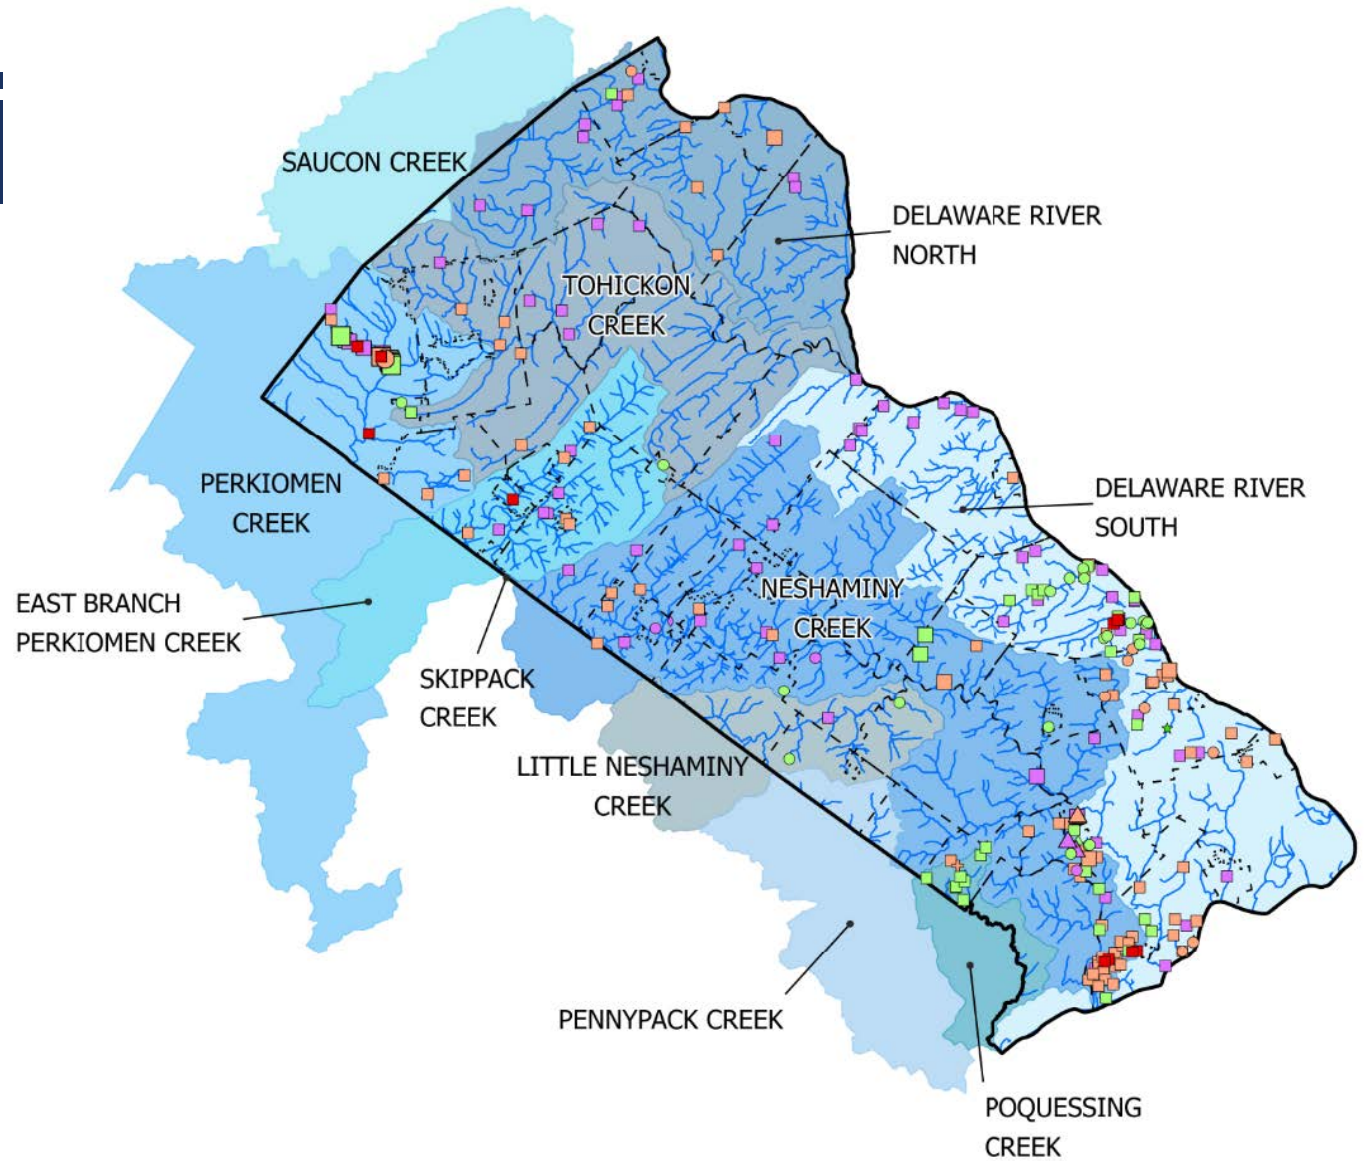 SAUCON CREEK
DELAWARE RIVER
NORTH
TOHICKON
CREEK
PERKIOMEN
CREEK
DELAWARE RIVER
SOUTH
EAST BRANCH
PERKIOMEN CREEK
NESHAMINY
CREEK
SKIPPACK
CREEK
LITTLE NESHAMINY
CREEK
PENNYPACK CREEK
POQUESSING
CREEK